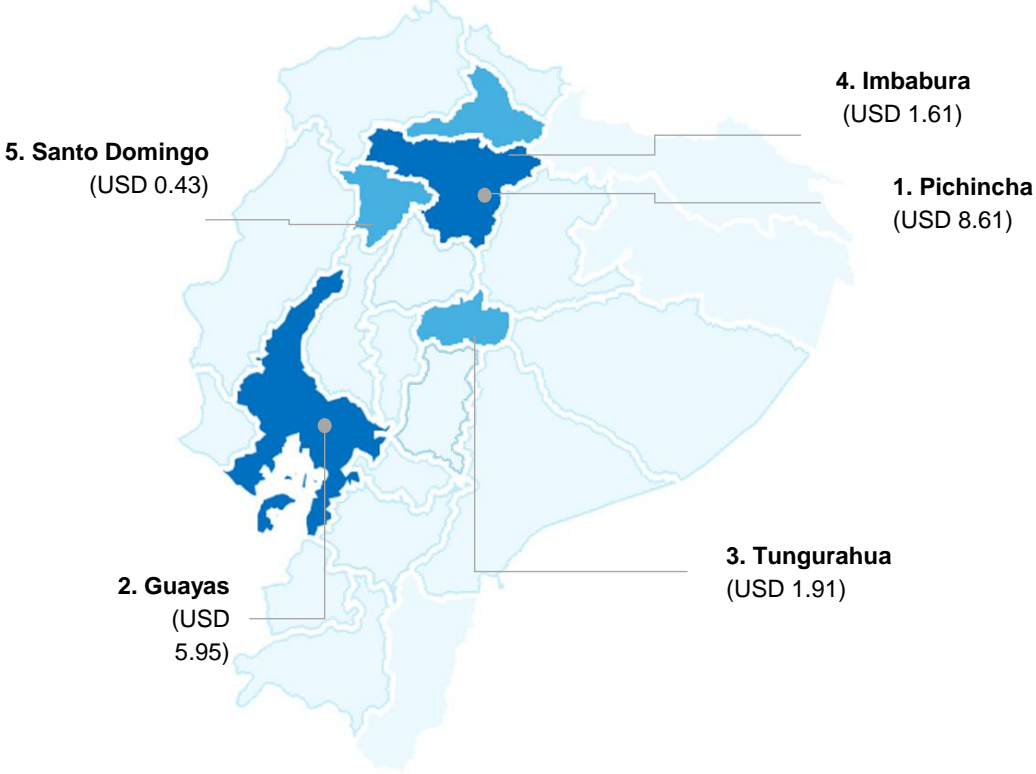 4. Imbabura
(USD 1.61)
5. Santo Domingo
(USD 0.43)
1. Pichincha
(USD 8.61)
3. Tungurahua
(USD 1.91)
2. Guayas
(USD
5.95)